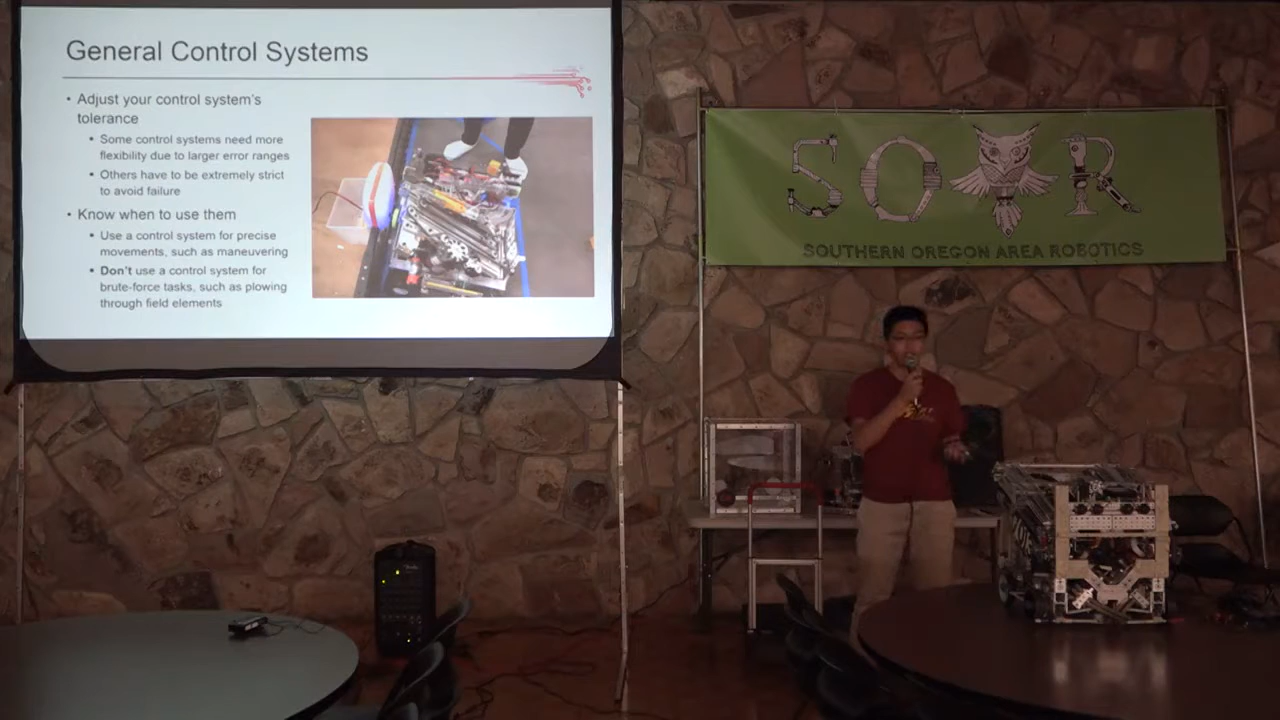 General Control Systems
• Adjust your control system's
tolerance
• Some control systems need more
flexibility due to larger error ranges
• Others have to be extremely strict
to avoid failure
• Know when to use them
• Use a control system for precise
movements, such as maneuvering
• Don't use a control system for
brute-force tasks, such as plowing
through field elements
SOAR
SOUTHERN OREGON AREA ROBOTICS